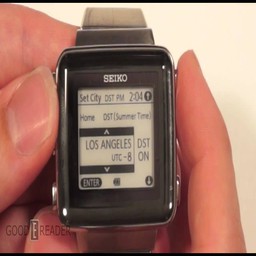 SEIKO
Set City DST PM 2:04
Home DST(Summer Time)
LOS ANGELES DST
UTC -8 ON
ENTER
GOOD E READER